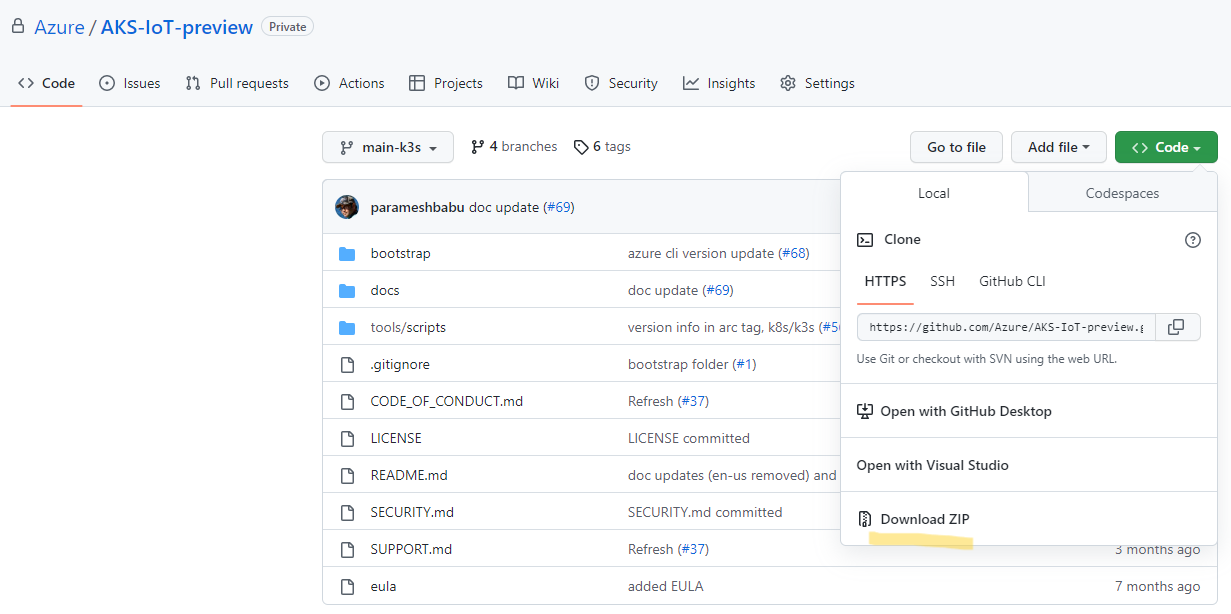 Azure / AKS-IoT-preview Private
Code Issues Pull requests Actions Projects Wiki Security Insights Settings
main-k3s 4 branches 6 tags Go to file Add file Code
Local Codespaces
parameshbabu doc update (#69)
Clone
bootstrap azure cli version update (#68)
HTTPS SSH GitHub CLI
docs doc update (#69)
tools/scripts version info in arc tag, k8s/k3s
https://github.com/Azure/AKS-IoT-preview.g
Use Git or checkout with SVN using the web URL.
.gitignore bootstrap folder (#1)
CODE_OF_CONDUCT.md Refresh (#37)
Open with GitHub Desktop
LICENSE LICENSE committed
Open with Visual Studio
README.md doc updates (en-us removed) and
SECURITY.md SECURITY.md committed
Download ZIP
SUPPORT.md Refresh (#37) 3 months ago
eula added EULA 7 months ago